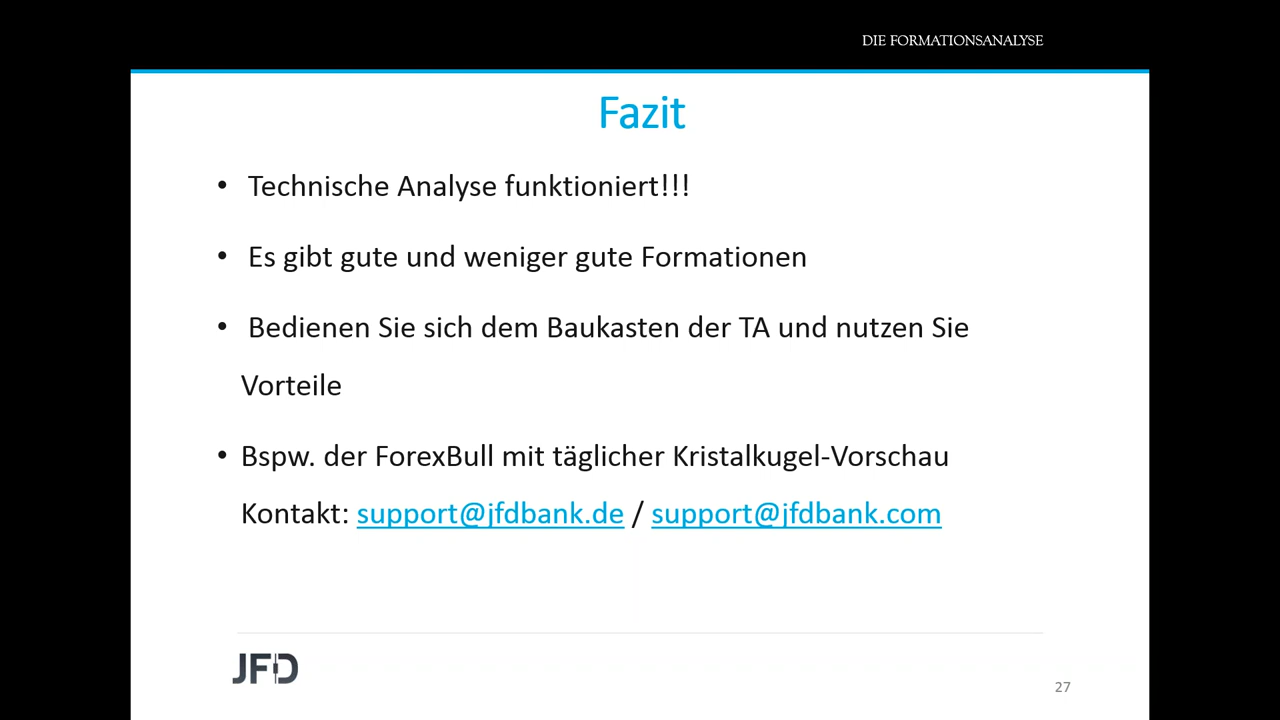 DIE FORMATIONSANALYSE
Fazit
• Technische Analyse funktioniert!!!
• Es gibt gute und weniger gute Formationen
• Bedienen Sie sich dem Baukasten der TA und nutzen Sie
Vorteile
• Bspw. der ForexBull mit täglicher Kristalkugel-Vorschau
Kontakt: support@jfdbank.de / support@jfdbank.com
JFD
27